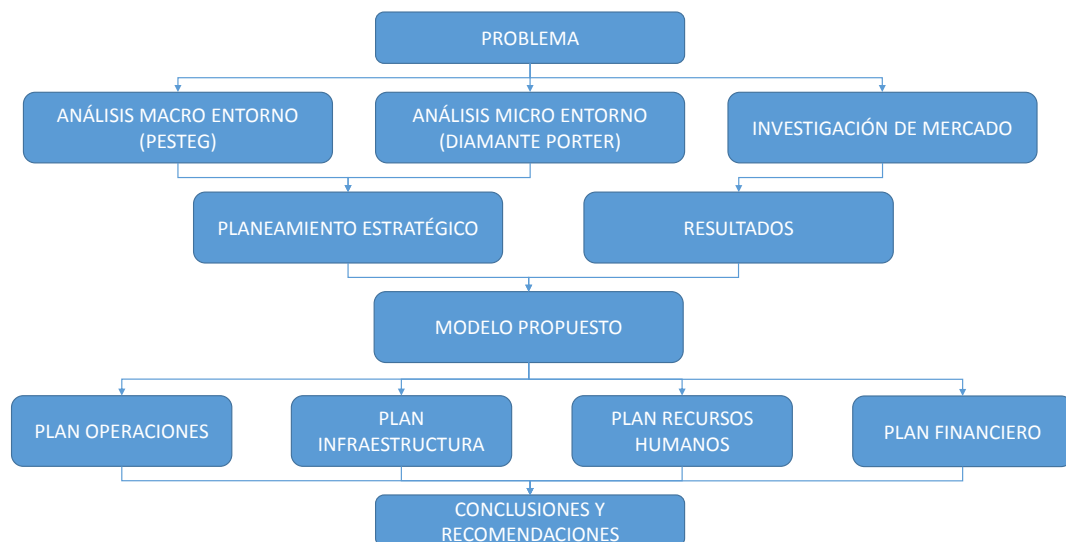 PROBLEMA
ANÁLISIS MACRO ENTORNO
(PESTEG)
ANÁLISIS MICRO ENTORNO
(DIAMANTE PORTER)
INVESTIGACIÓN DE MERCADO
PLANEAMIENTO ESTRATÉGICO
RESULTADOS
MODELO PROPUESTO
PLAN OPERACIONES
PLAN
INFRAESTRUCTURA
PLAN RECURSOS
HUMANOS
PLAN FINANCIERO
CONCLUSIONES Y
RECOMENDACIONES